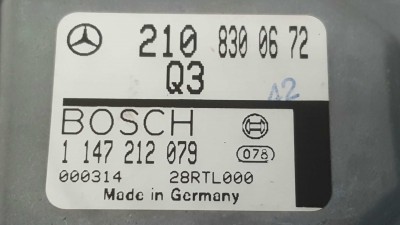 210 830 06 72
Q3
A2
BOSCH
1 147 212 079 078
000314 28RTL000
Made in Germany